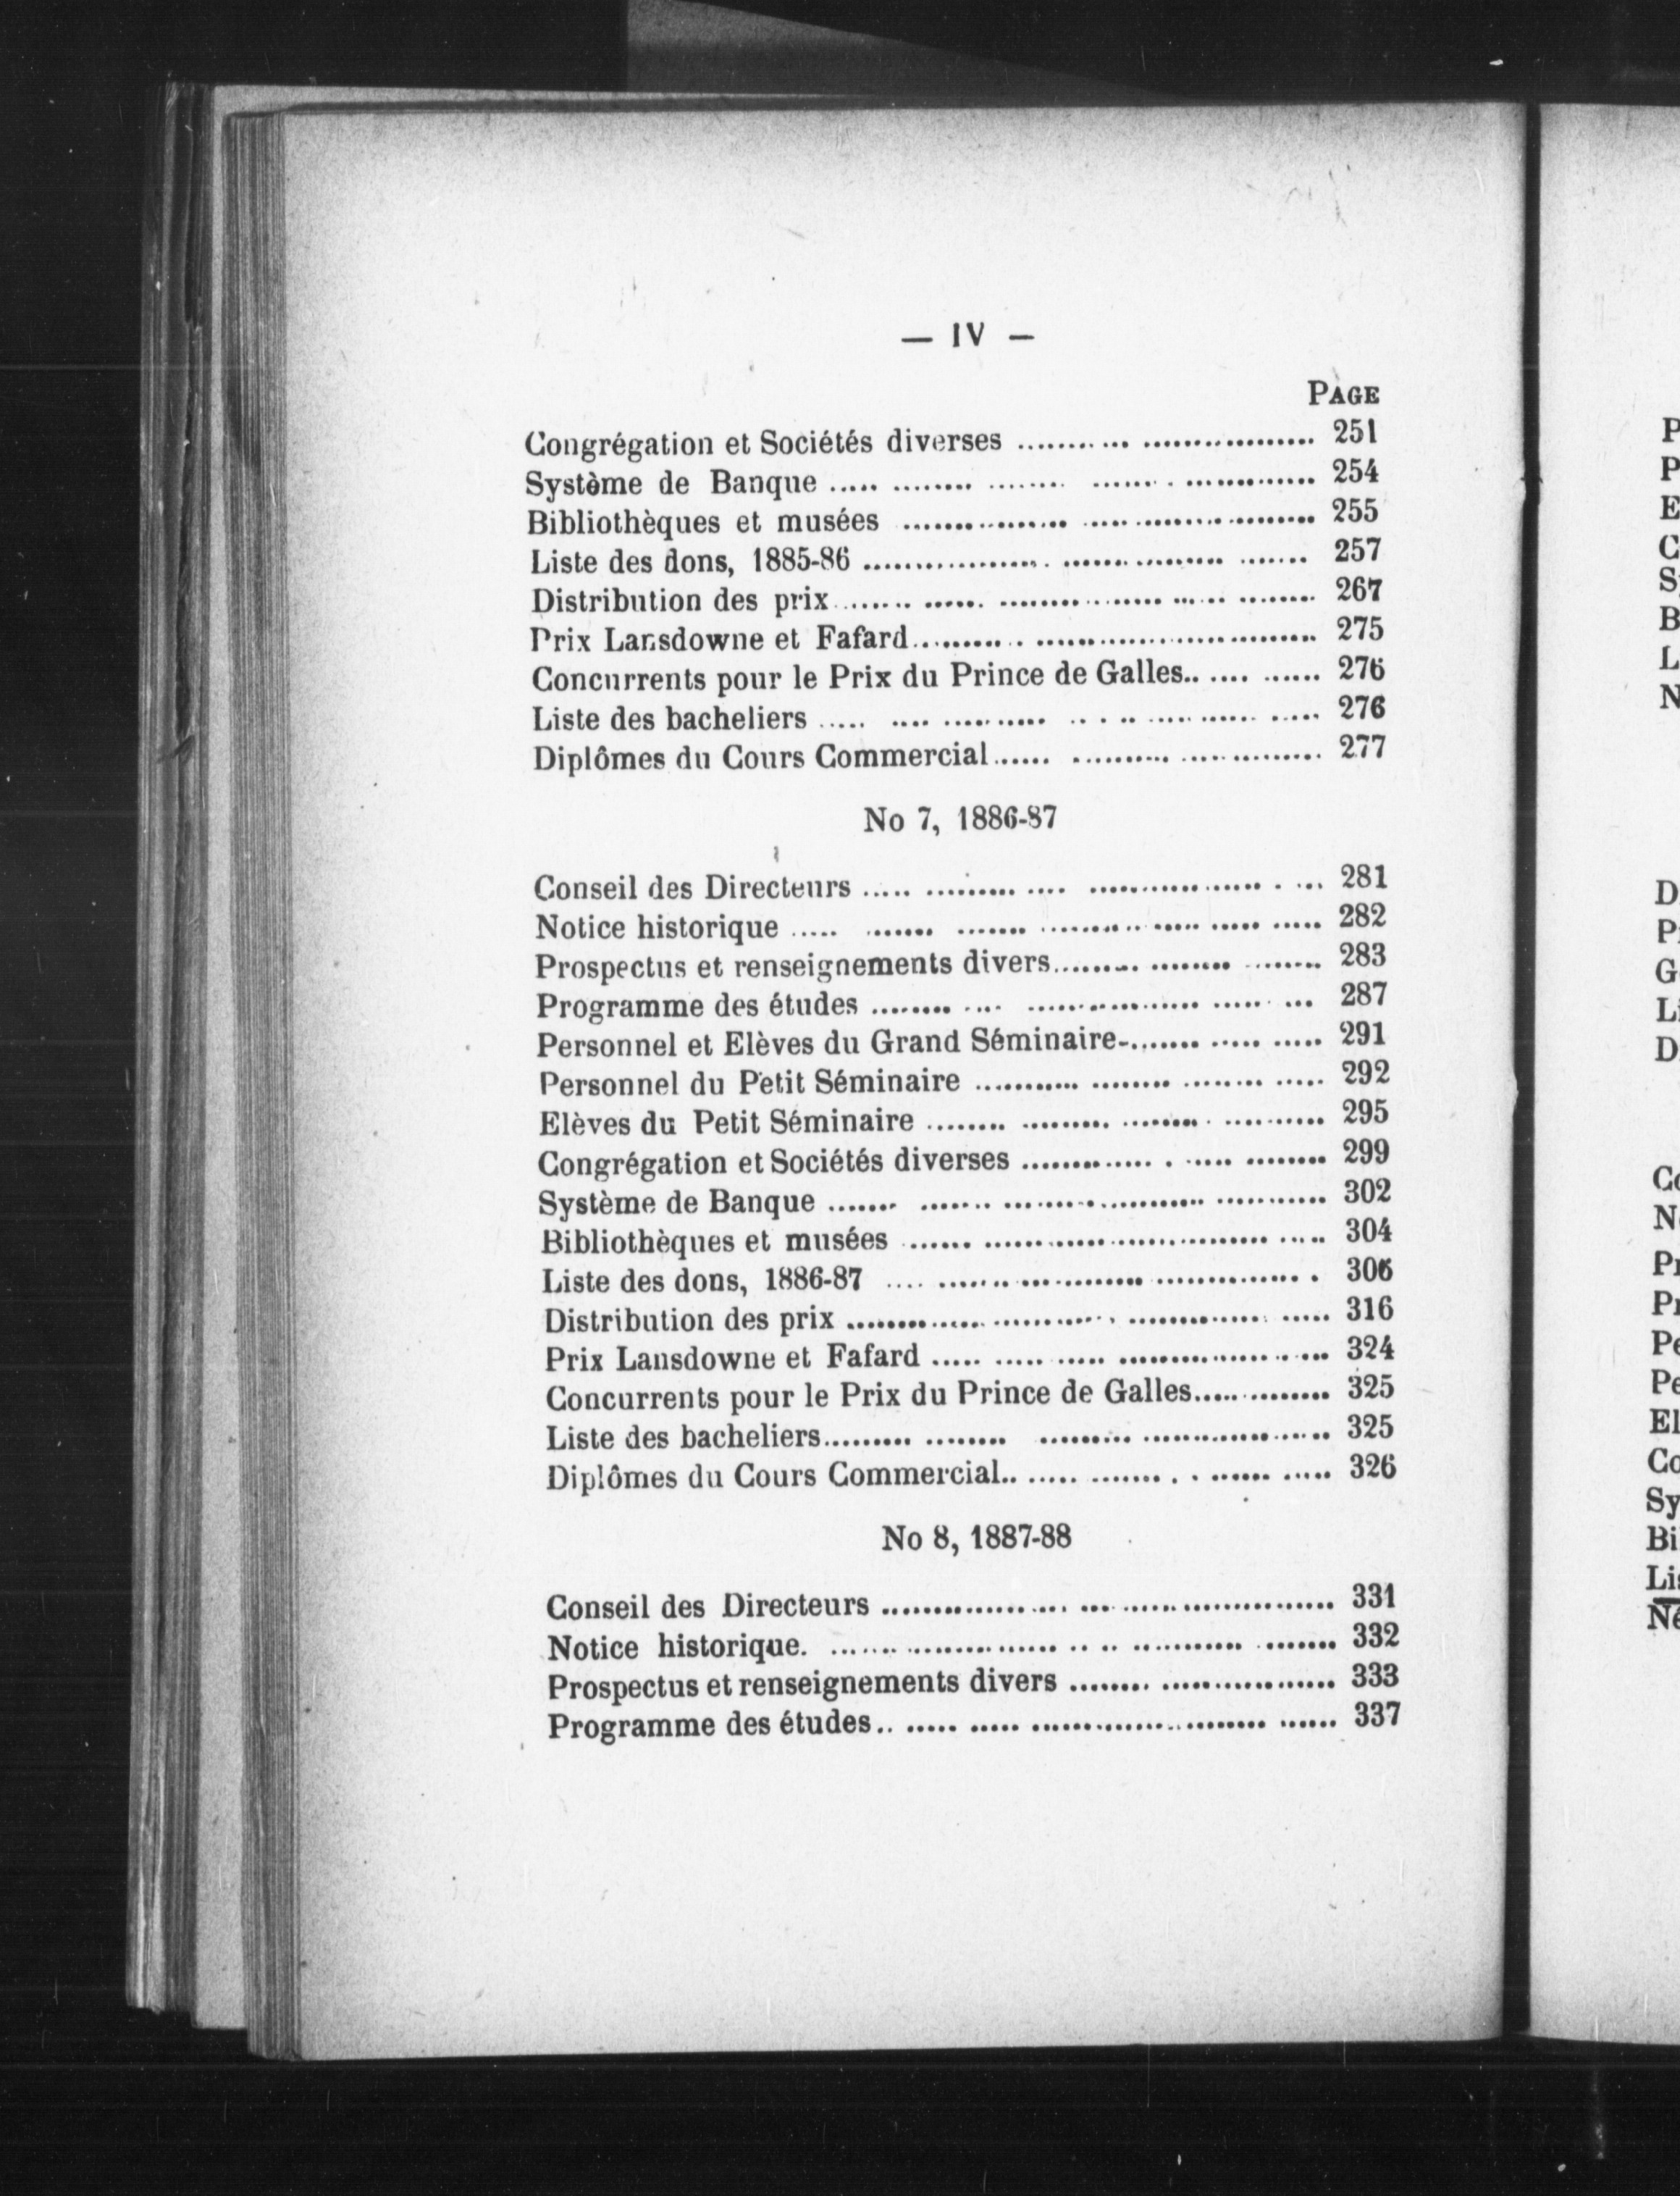 — IV —
PAGE
Congrégation et Sociétés diverses ........................ 251
Système de Banque ........................ 254
Bibliothèques et musées ........................ 255
Liste des dons, 1885-86 ........................ 257
Distribution des prix ........................ 267
Prix Lansdowne et Fafard ........................ 275
Concurrents pour le Prix du Prince de Galles ............ 276
Liste des bacheliers ........................ 276
Diplômes du Cours Commercial ........................ 277
No 7, 1886-87
Conseil des Directeurs ........................ 281
Notice historique ........................ 282
Prospectus et renseignements divers ........................ 283
Programme des études ........................ 287
Personnel et Elèves du Grand Séminaire ............ 291
Personnel du Petit Séminaire ........................ 292
Elèves du Petit Séminaire ........................ 295
Congrégation et Sociétés diverses ........................ 299
Système de Banque ........................ 302
Bibliothèques et musées ........................ 304
Liste des dons, 1886-87 ........................ 306
Distribution des prix ........................ 316
Prix Lansdowne et Fafard ........................ 324
Concurrents pour le Prix du Prince de Galles ............ 325
Liste des bacheliers ........................ 325
Diplômes du Cours Commercial ........................ 326
No 8, 1887-88
Conseil des Directeurs ........................ 331
Notice historique. ........................ 332
Prospectus et renseignements divers ........................ 333
Programme des études ........................ 337